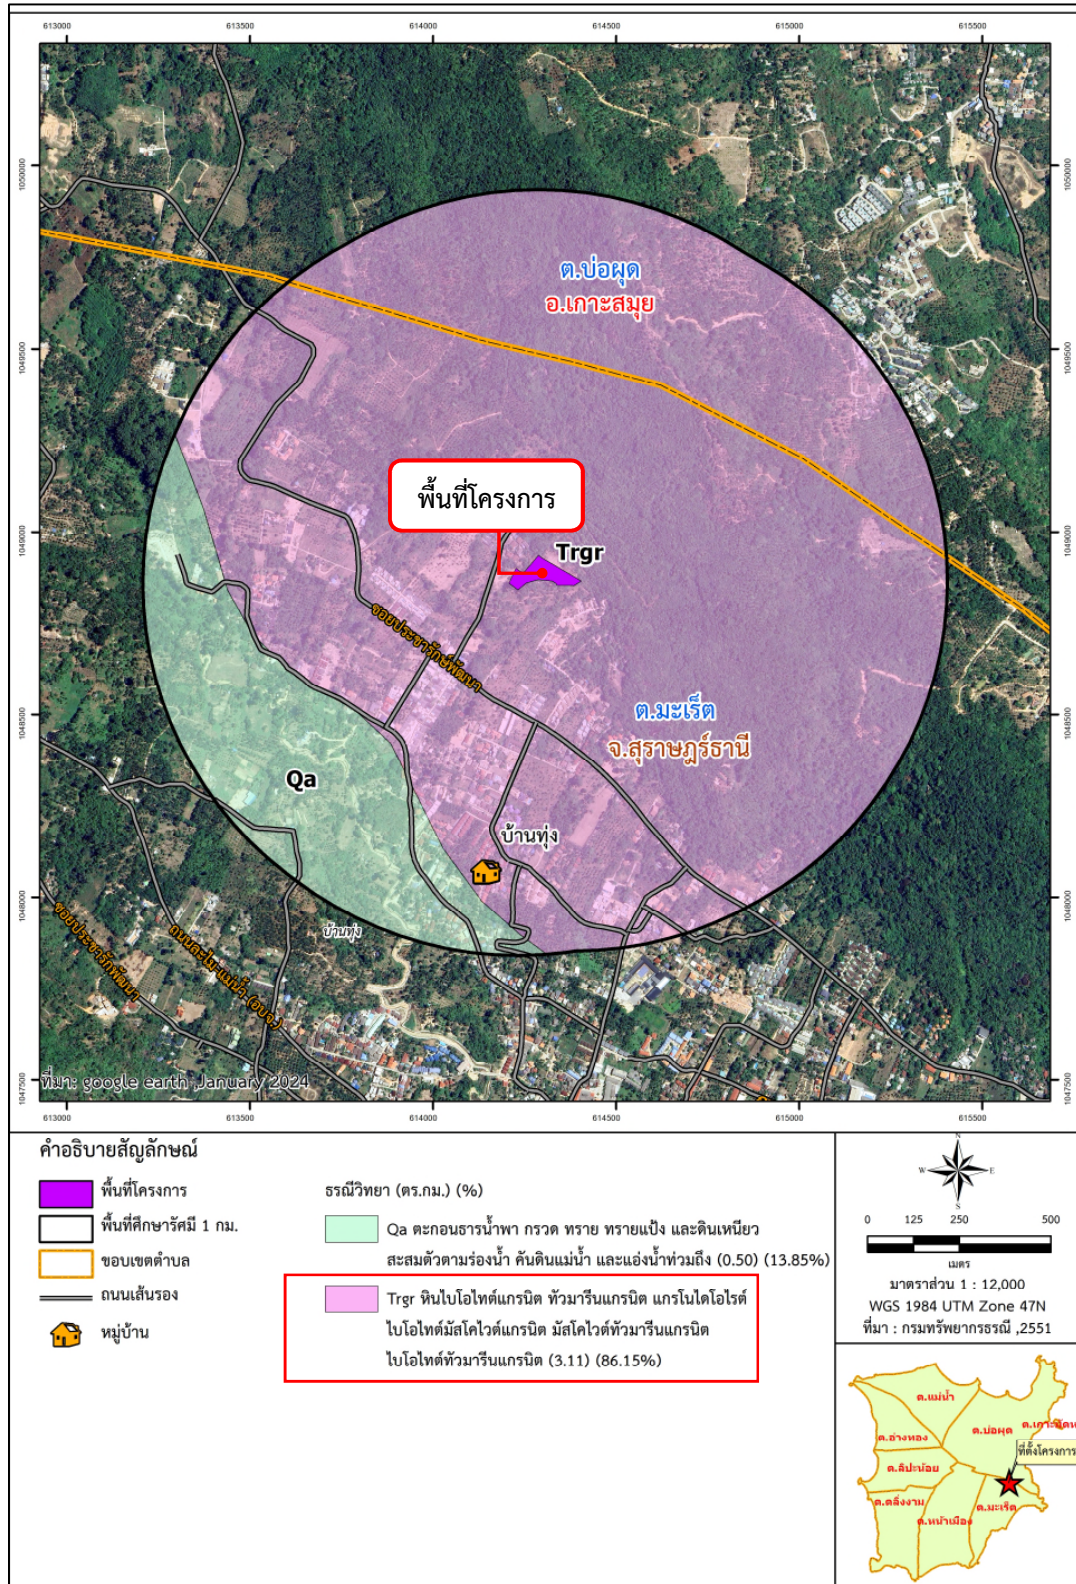 613000 613500 614000 614500 615000 615500
1050000 1050000
ต.บ่อผุด
อ.เกาะสมุย
1049500 1049500
พื้นที่โครงการ
1049000 1049000
Trgr
ซอยประชารักษ์พัฒนา
ต.มะเร็ต
จ.สุราษฎร์ธานี
1048500 1048500
Qa
บ้านทุ่ง
1048000 1048000
บ้านทุ่ง
ซอยประชารักพัฒนา
ถนนละไม-แม่น้ำ (อบจ.)
1047500 1047500
ที่มา: google earth ,January 2024
613000 613500 614000 614500 615000 615500
คำอธิบายสัญลักษณ์
พื้นที่โครงการ
พื้นที่ศึกษารัศมี 1 กม.
ขอบเขตตำบล
ถนนเส้นรอง
หมู่บ้าน
ธรณีวิทยา (ตร.กม.) (%)
Qa ตะกอนธารน้ำพา กรวด ทราย ทรายแป้ง และดินเหนียว
สะสมตัวตามร่องน้ำ คันดินแม่น้ำ และแอ่งน้ำท่วมถึง (0.50) (13.85%)
Trgr หินไบโอไทต์แกรนิต ทัวมารีนแกรนิต แกรโนไดโอไรต์
ไบโอไทต์มัสโคไวต์แกรนิต มัสโคไวต์ทัวมารีนแกรนิต
ไบโอไทต์ทัวมารีนแกรนิต (3.11) (86.15%)
N
W E
S
0 125 250 500
เมตร
มาตราส่วน 1 : 12,000
WGS 1984 UTM Zone 47N
ที่มา : กรมทรัพยากรธรณี ,2551
ต.แม่น้ำ
ต.บ่อผุด
ต.อ่างทอง
ที่ตั้งโครงการ
ต.ลิปะน้อย
ต.ตลิ่งงาม
ต.มะเร็ต
ต.หน้าเมือง